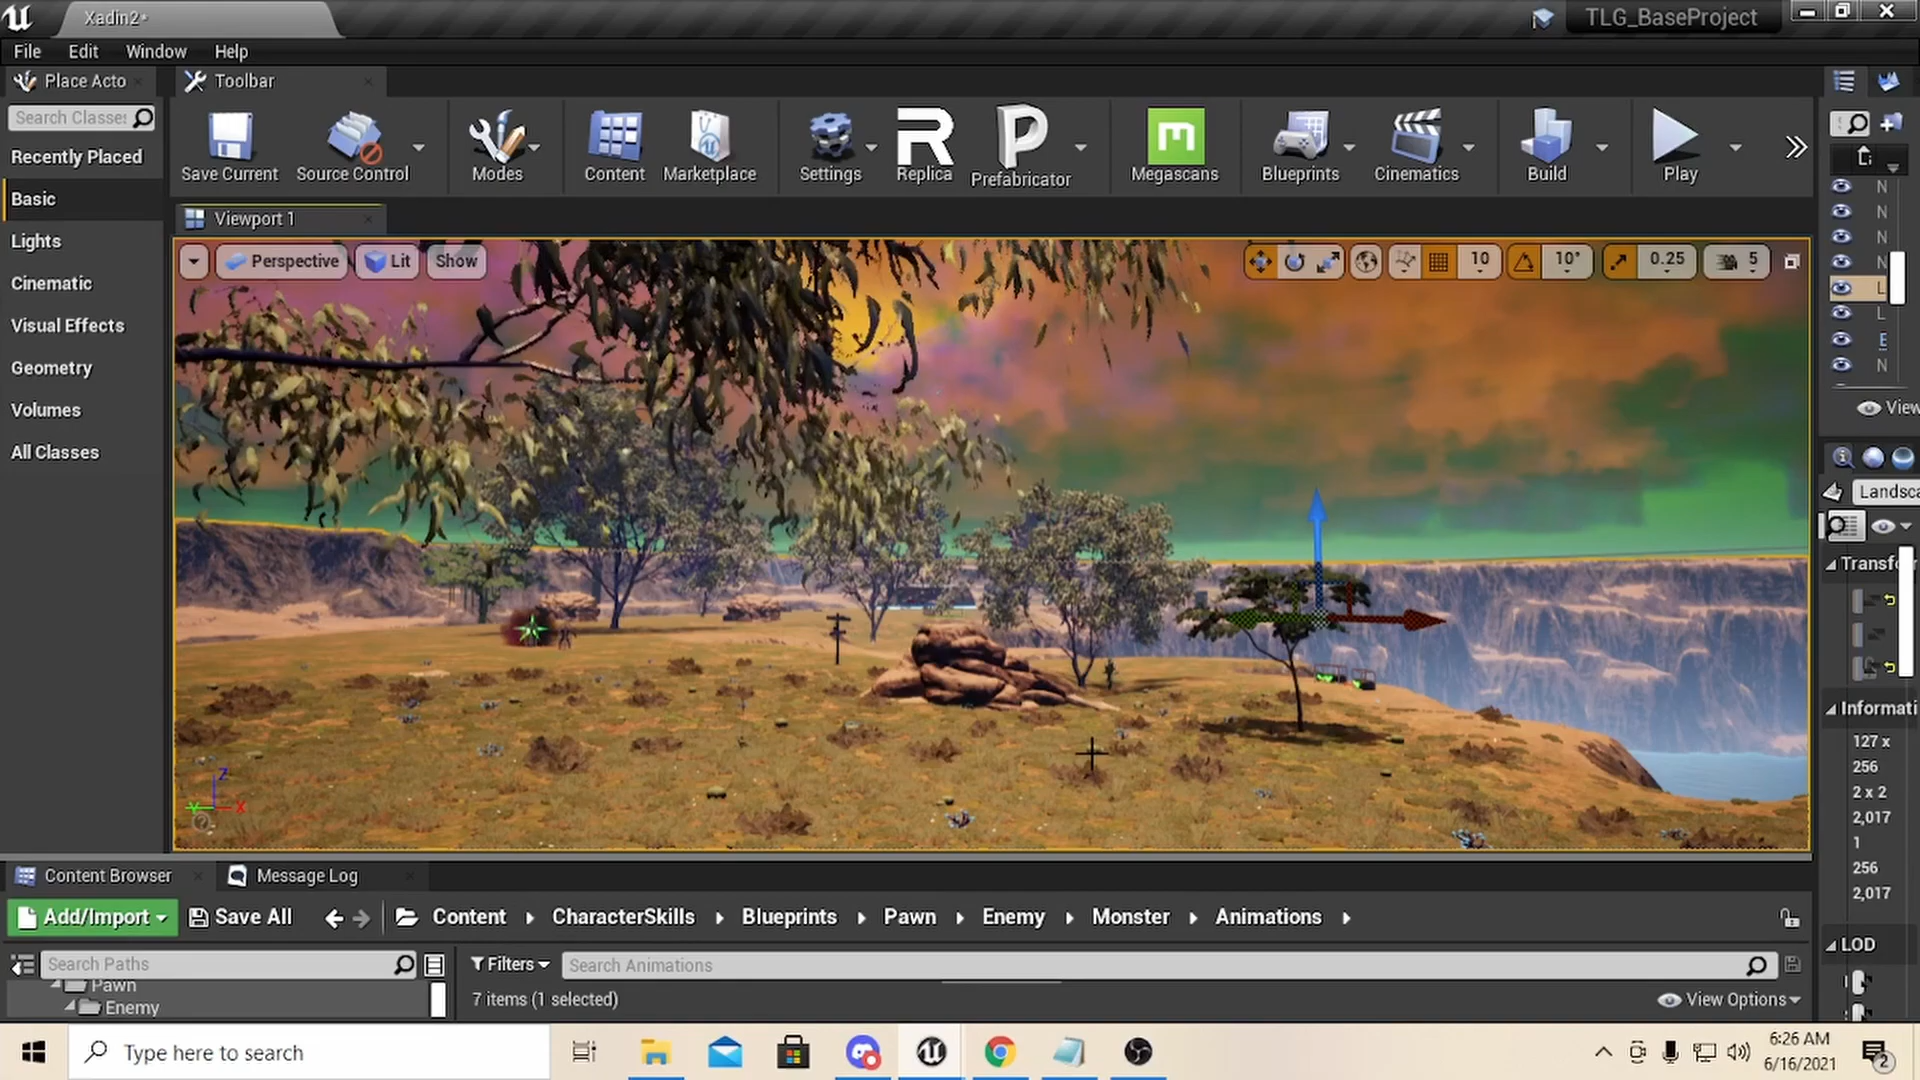 Xadin2*
TLG_BaseProject
File Edit Window Help
Place Acto
Toolbar
Search Classes
Recently Placed
Basic
Lights
Cinematic
Visual Effects
Geometry
Volumes
All Classes
Save Current
Source Control
Modes
Content
Marketplace
Settings
Replica
Prefabricator
Megascans
Blueprints
Cinematics
Build
Play
Viewport 1
Perspective
Lit
Show
10
10°
0.25
5
N
N
N
N
L
L
E
N
View
Landsca
Transfo
Informati
127 x
256
2 x 2
2,017
1
256
2,017
LOD
Z
Y
X
Content Browser
Message Log
Add/Import
Save All
Content
CharacterSkills
Blueprints
Pawn
Enemy
Monster
Animations
Search Paths
Filters
Search Animations
Pawn
Enemy
7 items (1 selected)
View Options
Type here to search
6:26 AM
6/16/2021
2